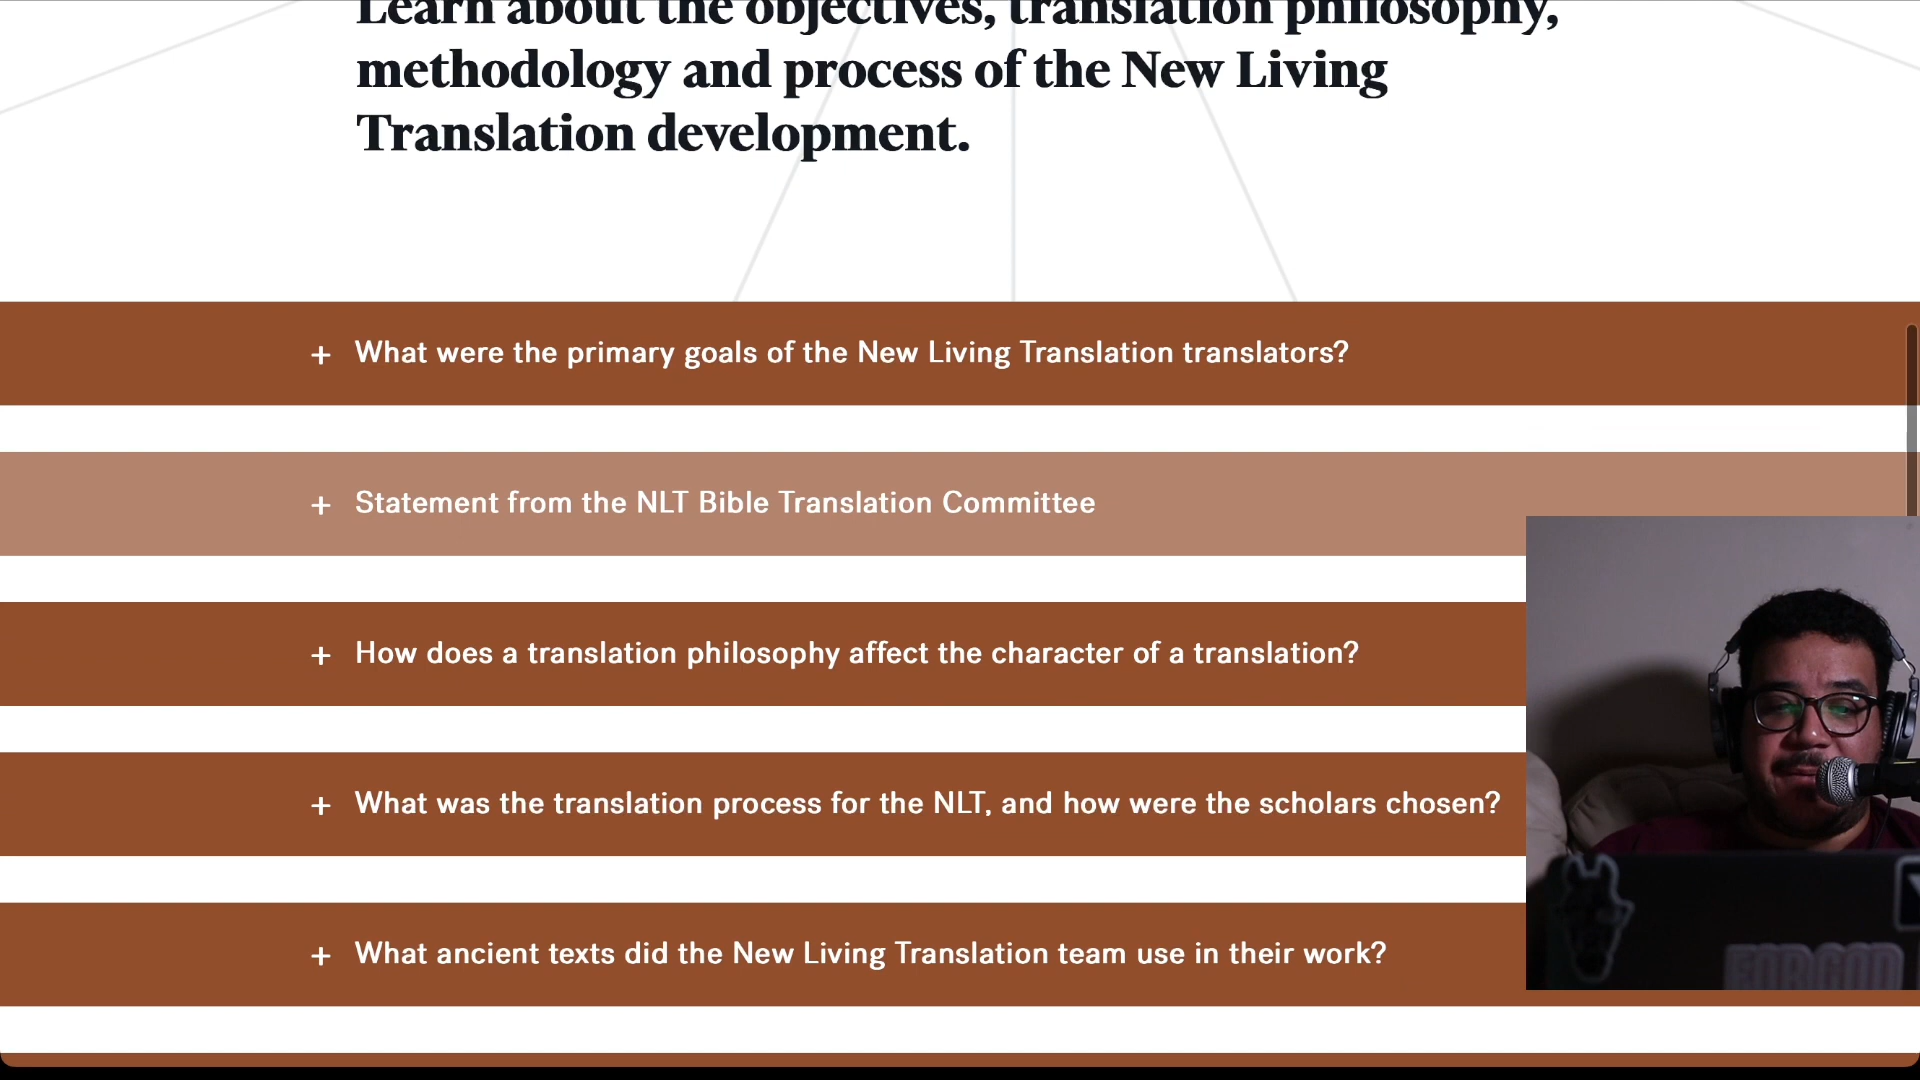 Learn about the objectives, translation philosophy,
methodology and process of the New Living
Translation development.
+ What were the primary goals of the New Living Translation translators?
+ Statement from the NLT Bible Translation Committee
+ How does a translation philosophy affect the character of a translation?
+ What was the translation process for the NLT, and how were the scholars chosen?
+ What ancient texts did the New Living Translation team use in their work?
FOR GOD